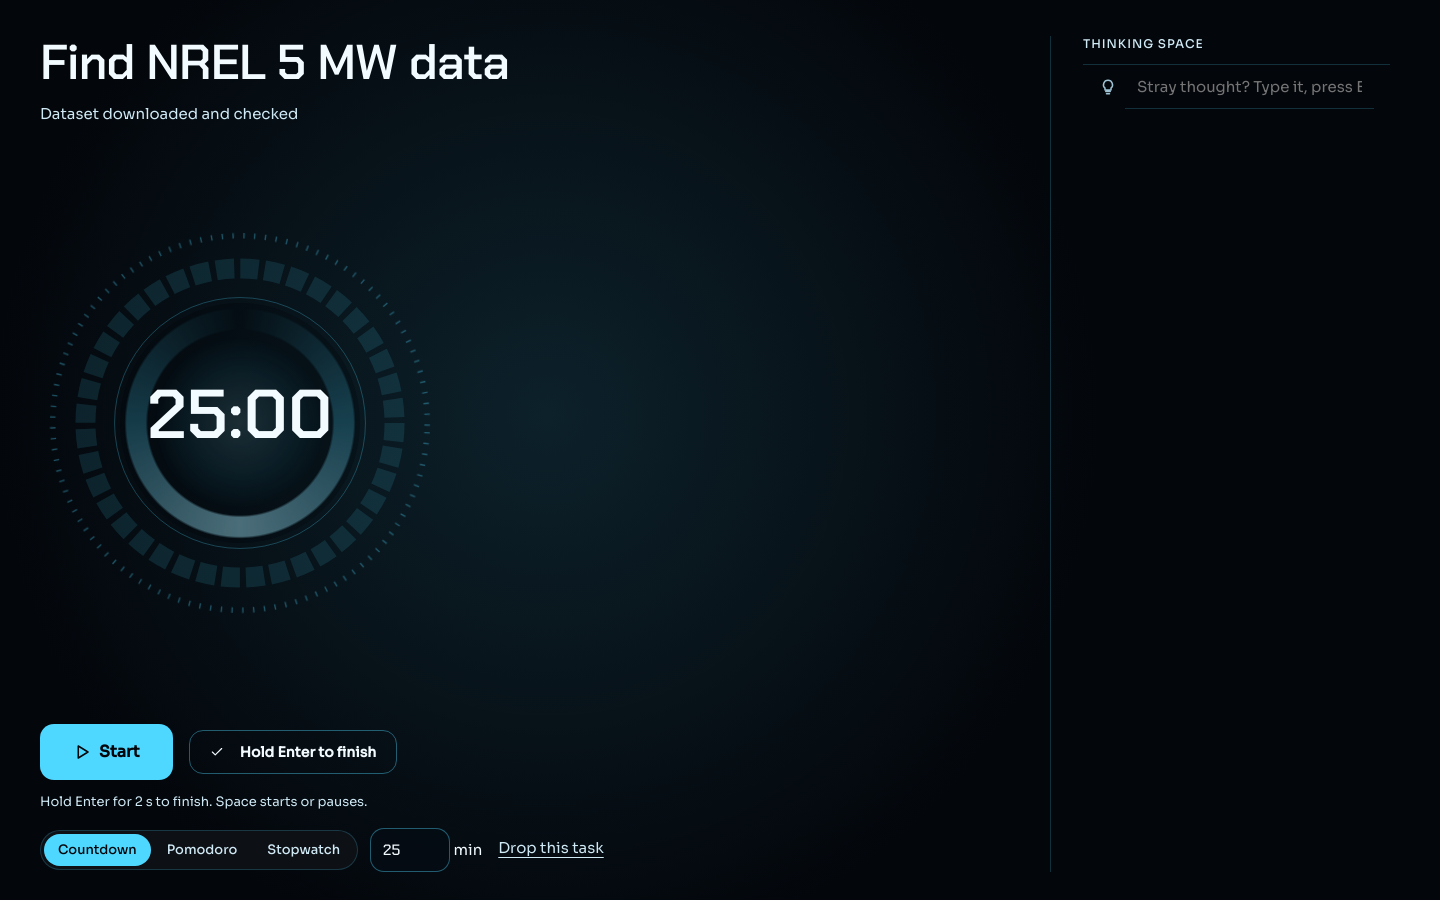 Find NREL 5 MW data
Dataset downloaded and checked
25:00
Start
Hold Enter to finish
Hold Enter for 2 s to finish. Space starts or pauses.
Countdown Pomodoro Stopwatch 25 min Drop this task
THINKING SPACE
Stray thought? Type it, press